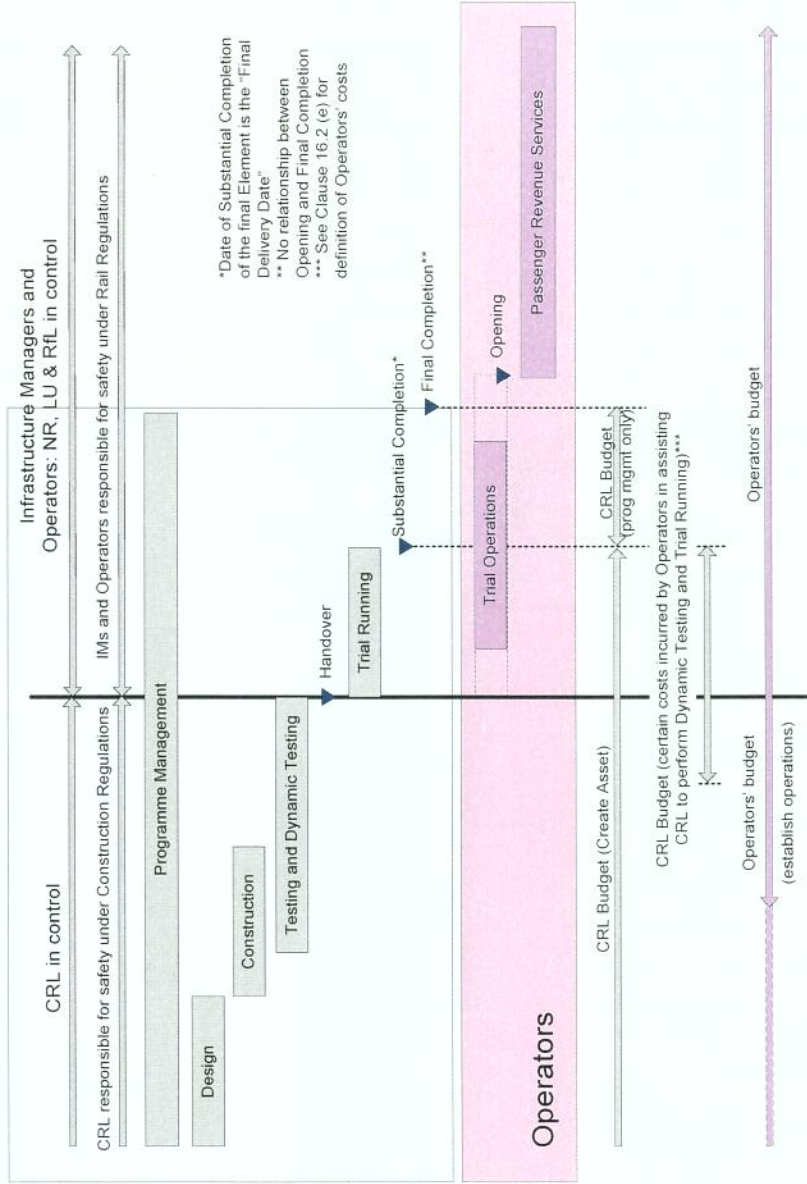 CRL in control
Infrastructure Managers and
Operators: NR, LU & RfL in control
CRL responsible for safety under Construction Regulations
IMs and Operators responsible for safety under Rail Regulations
Programme Management
Design
Construction
Testing and Dynamic Testing
Handover
Trial Running
Substantial Completion*
Final Completion**
*Date of Substantial Completion
of the final Element is the "Final
Delivery Date"
** No relationship between
Opening and Final Completion
*** See Clause 16.2 (e) for
definition of Operators' costs
Operators
Trial Operations
Opening
Passenger Revenue Services
CRL Budget (Create Asset)
CRL Budget
(prog mgmt only)
CRL Budget (certain costs incurred by Operators in assisting
CRL to perform Dynamic Testing and Trial Running)***
Operators' budget
(establish operations)
Operators' budget